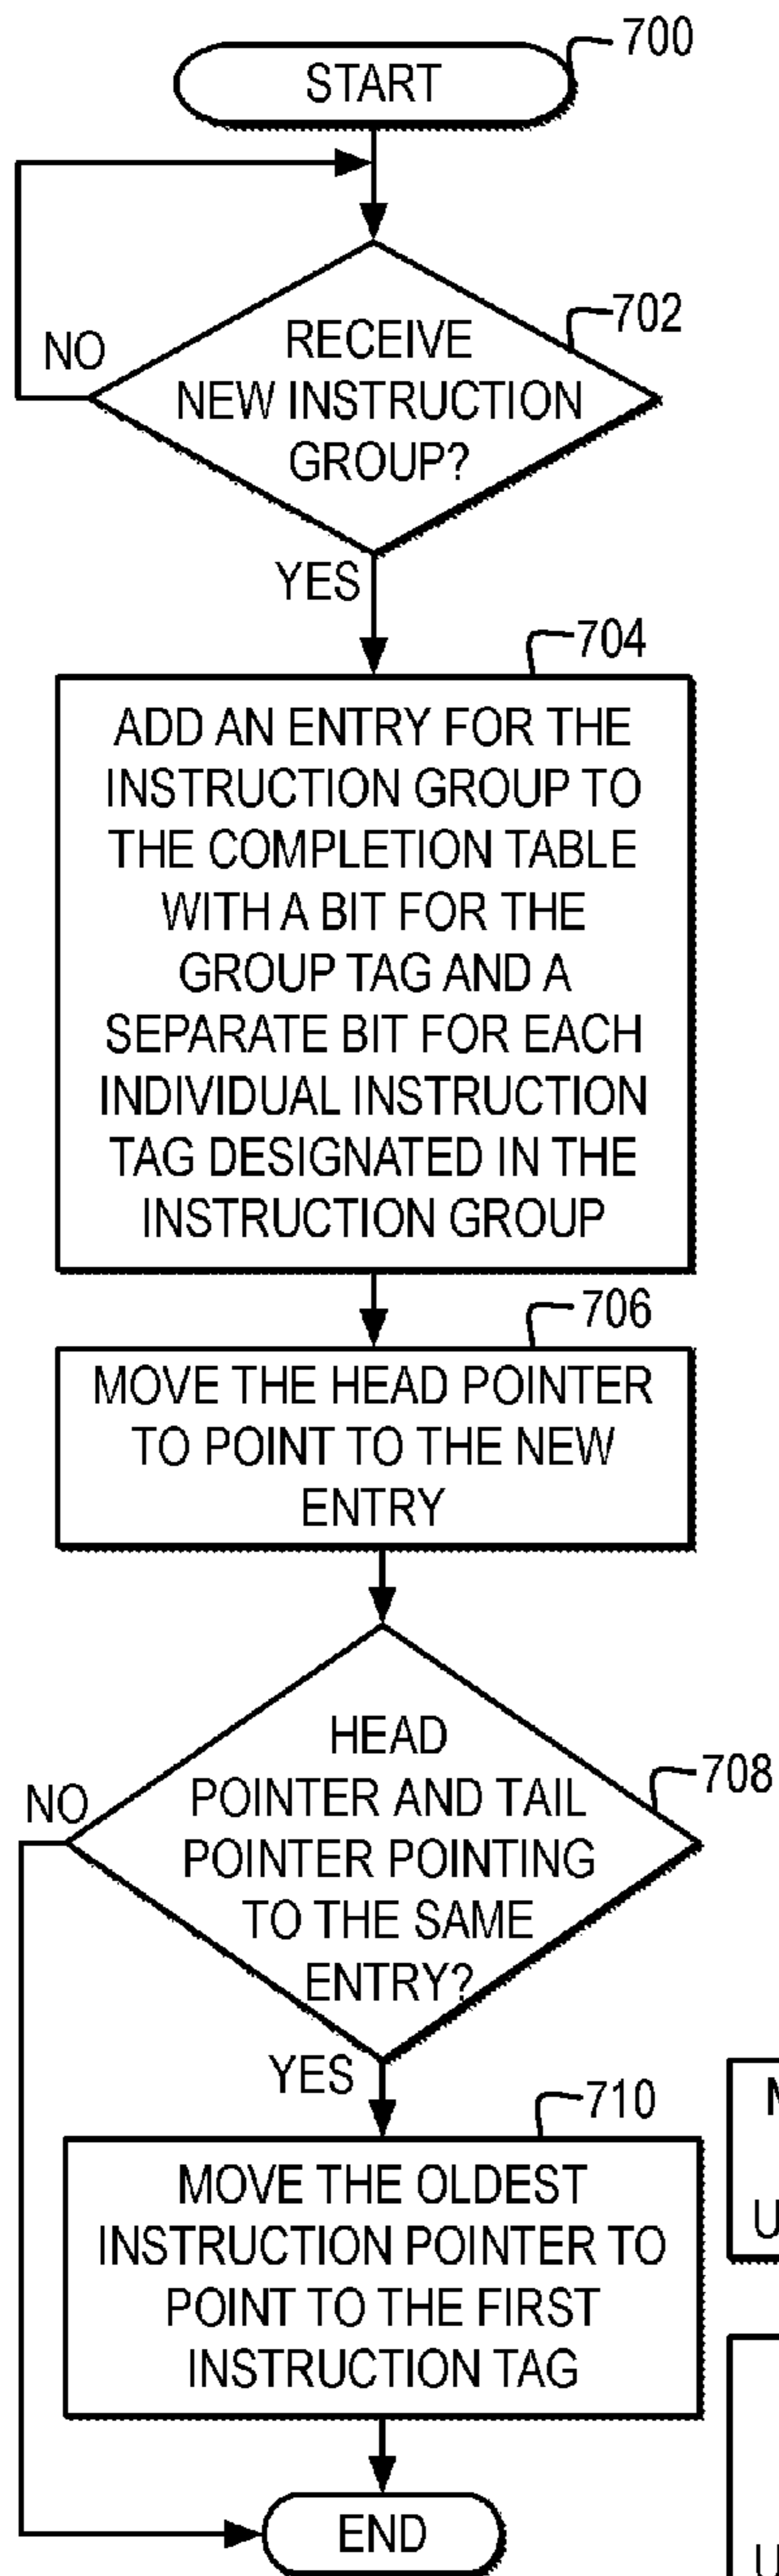 700
START
702
RECEIVE
NEW INSTRUCTION
GROUP?
NO
YES
704
ADD AN ENTRY FOR THE
INSTRUCTION GROUP TO
THE COMPLETION TABLE
WITH A BIT FOR THE
GROUP TAG AND A
SEPARATE BIT FOR EACH
INDIVIDUAL INSTRUCTION
TAG DESIGNATED IN THE
INSTRUCTION GROUP
706
MOVE THE HEAD POINTER
TO POINT TO THE NEW
ENTRY
708
HEAD
POINTER AND TAIL
POINTER POINTING
TO THE SAME
ENTRY?
NO
YES
710
MOVE THE OLDEST
INSTRUCTION POINTER TO
POINT TO THE FIRST
INSTRUCTION TAG
END